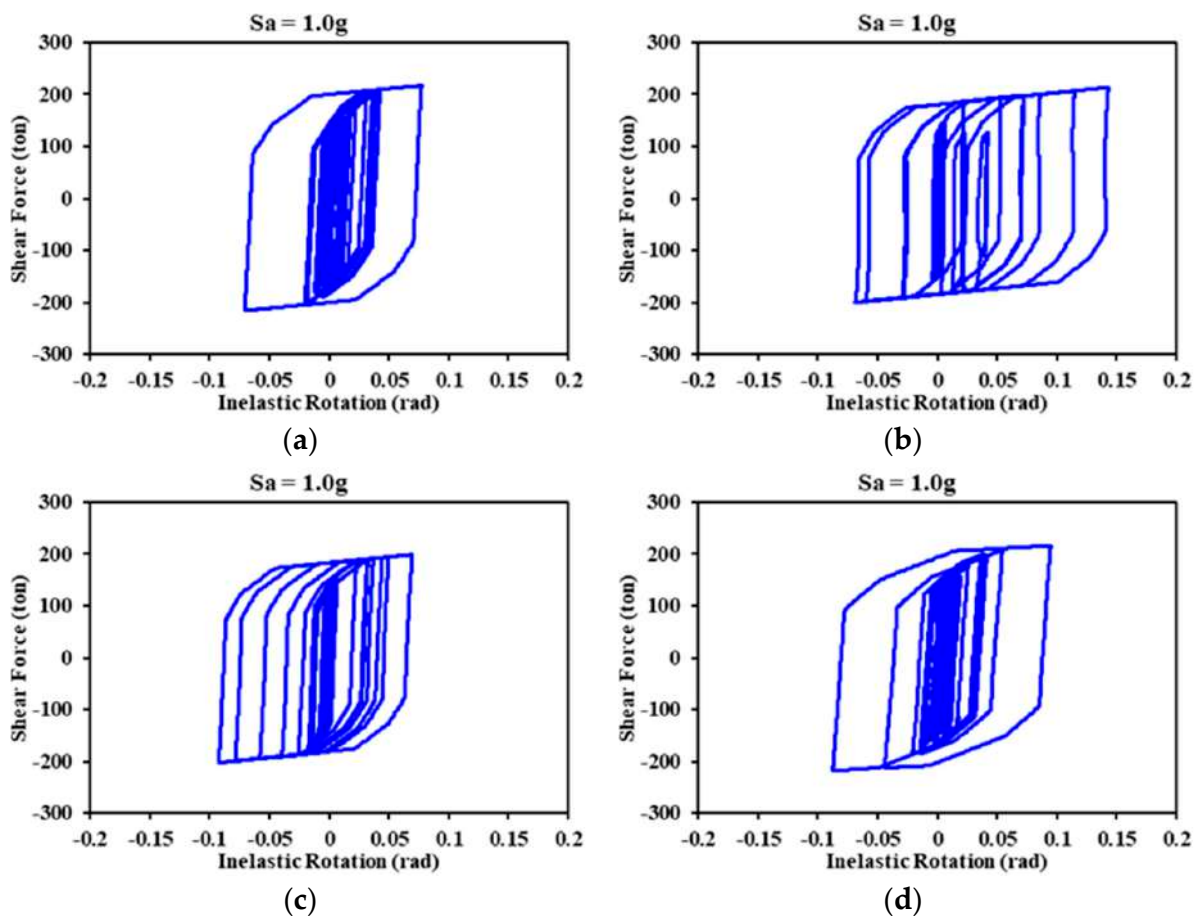 Sa = 1.0g
300
200
100
0
-100
-200
-300
Shear Force (ton)
-0.2 -0.15 -0.1 -0.05 0 0.05 0.1 0.15 0.2
Inelastic Rotation (rad)
(a)
Sa = 1.0g
300
200
100
0
-100
-200
-300
Shear Force (ton)
-0.2 -0.15 -0.1 -0.05 0 0.05 0.1 0.15 0.2
Inelastic Rotation (rad)
(b)
Sa = 1.0g
300
200
100
0
-100
-200
-300
Shear Force (ton)
-0.2 -0.15 -0.1 -0.05 0 0.05 0.1 0.15 0.2
Inelastic Rotation (rad)
(c)
Sa = 1.0g
300
200
100
0
-100
-200
-300
Shear Force (ton)
-0.2 -0.15 -0.1 -0.05 0 0.05 0.1 0.15 0.2
Inelastic Rotation (rad)
(d)